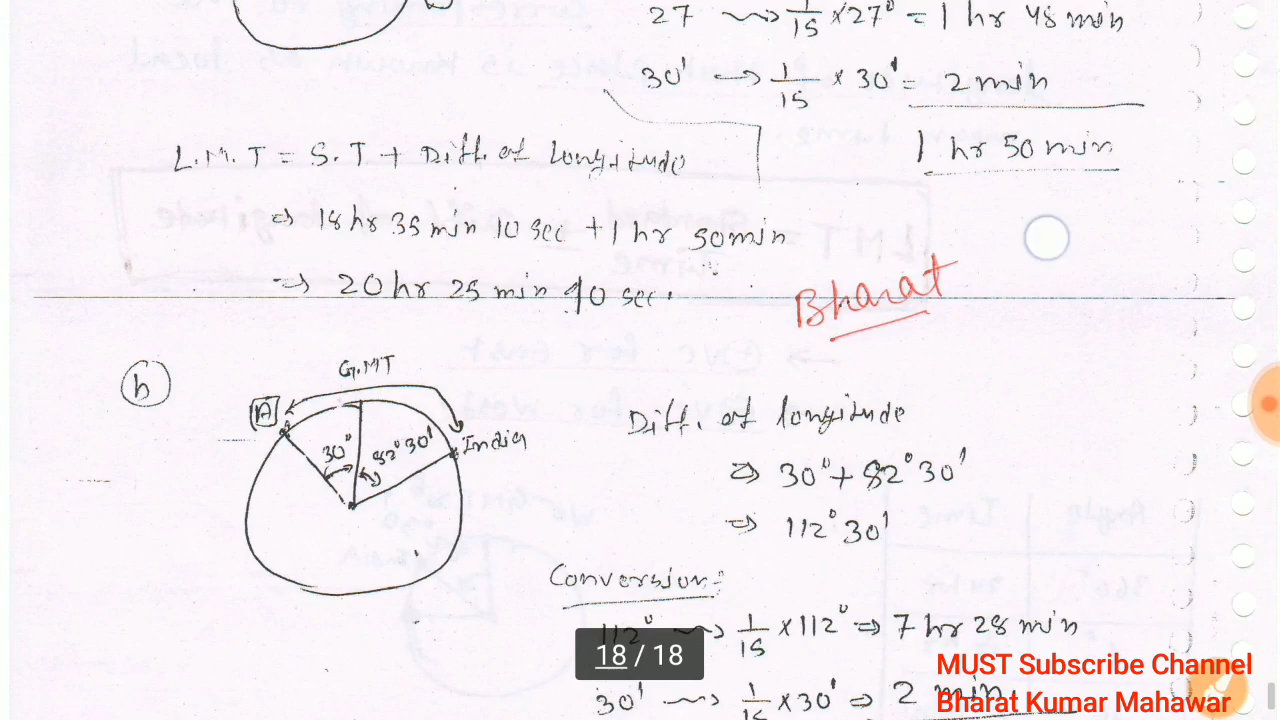 27 ⇝ 1/15 × 27° = 1 hr 48 min
30' ⇝ 1/15 × 30' = 2 min
1 hr 50 min
L.M.T = S.T. + Diff. of Longitude
⇒ 18 hr 35 min 10 sec + 1 hr 50 min
⇒ 20 hr 25 min 10 sec.
Bharat
(b)
G.MT
A
30°
82° 30'
India
Diff. of longitude
⇒ 30° + 82° 30'
⇒ 112° 30'
Conversion:
112° ⇝ 1/15 × 112° ⇒ 7 hr 28 min
30' ⇝ 1/15 × 30' ⇒ 2 min.
18 / 18
MUST Subscribe Channel
Bharat Kumar Mahawar